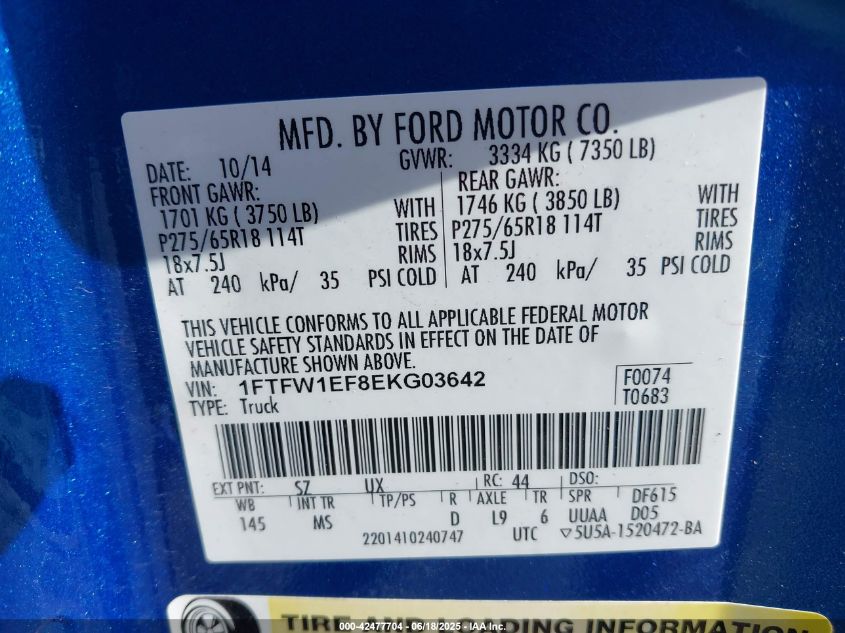 MFD. BY FORD MOTOR CO.
DATE: 10/14 GVWR: 3334 KG ( 7350 LB)
FRONT GAWR: REAR GAWR:
1701 KG ( 3750 LB) WITH 1746 KG ( 3850 LB) WITH
P275/65R18 114T TIRES P275/65R18 114T TIRES
18x7.5J RIMS 18x7.5J RIMS
AT 240 kPa/ 35 PSI COLD AT 240 kPa/ 35 PSI COLD
THIS VEHICLE CONFORMS TO ALL APPLICABLE FEDERAL MOTOR
VEHICLE SAFETY STANDARDS IN EFFECT ON THE DATE OF
MANUFACTURE SHOWN ABOVE.
VIN: 1FTFW1EF8EKG03642 F0074
TYPE: Truck T0683
EXT PNT: SZ UX RC: 44 DSO:
WB INT TR TP/PS R AXLE TR SPR DF615
145 MS D L9 6 UUAA D05
2201410240747 UTC ▽5U5A-1520472-BA
INFORMATION
000-42477704 - 06/18/2025 - IAA Inc.